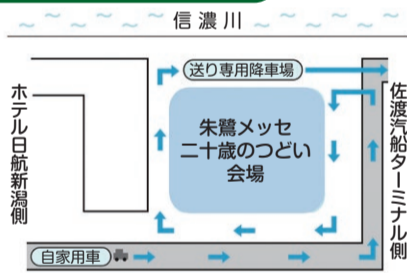 信濃川
送り専用降車場
朱鷺メッセ
二十歳のつどい
会場
ホテル日航新潟側
佐渡汽船ターミナル側
自家用車